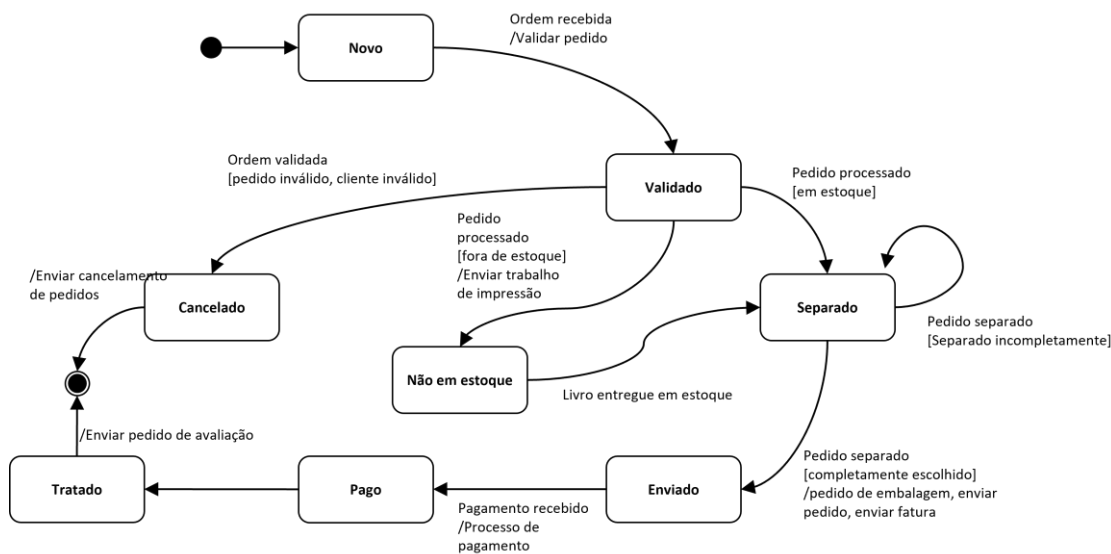 Ordem recebida
/Validar pedido
Novo
Ordem validada
[pedido inválido, cliente inválido]
Validado
Pedido processado
[em estoque]
Pedido
processado
[fora de estoque]
/Enviar trabalho
de impressão
/Enviar cancelamento
de pedidos
Cancelado
Separado
Pedido separado
[Separado incompletamente]
Não em estoque
Livro entregue em estoque
/Enviar pedido de avaliação
Pedido separado
[completamente escolhido]
/pedido de embalagem, enviar
pedido, enviar fatura
Tratado
Pago
Enviado
Pagamento recebido
/Processo de
pagamento